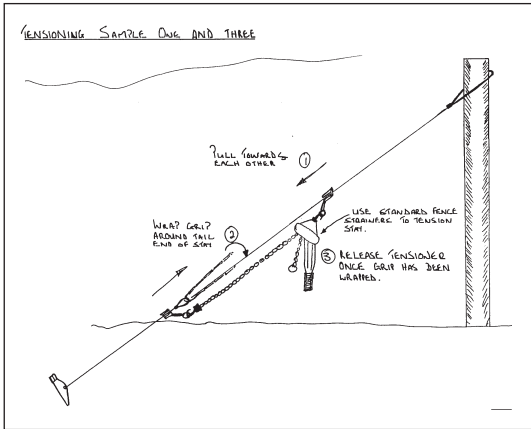 TENSIONING SAMPLE ONE AND THREE
PULL TOWARDS
EACH OTHER
1
WRAP GRIP
AROUND TAIL
END OF STAY
2
USE STANDARD FENCE
STRAINERS TO TENSION
STAY.
3 RELEASE TENSIONER
ONCE GRIP HAS BEEN
WRAPPED.